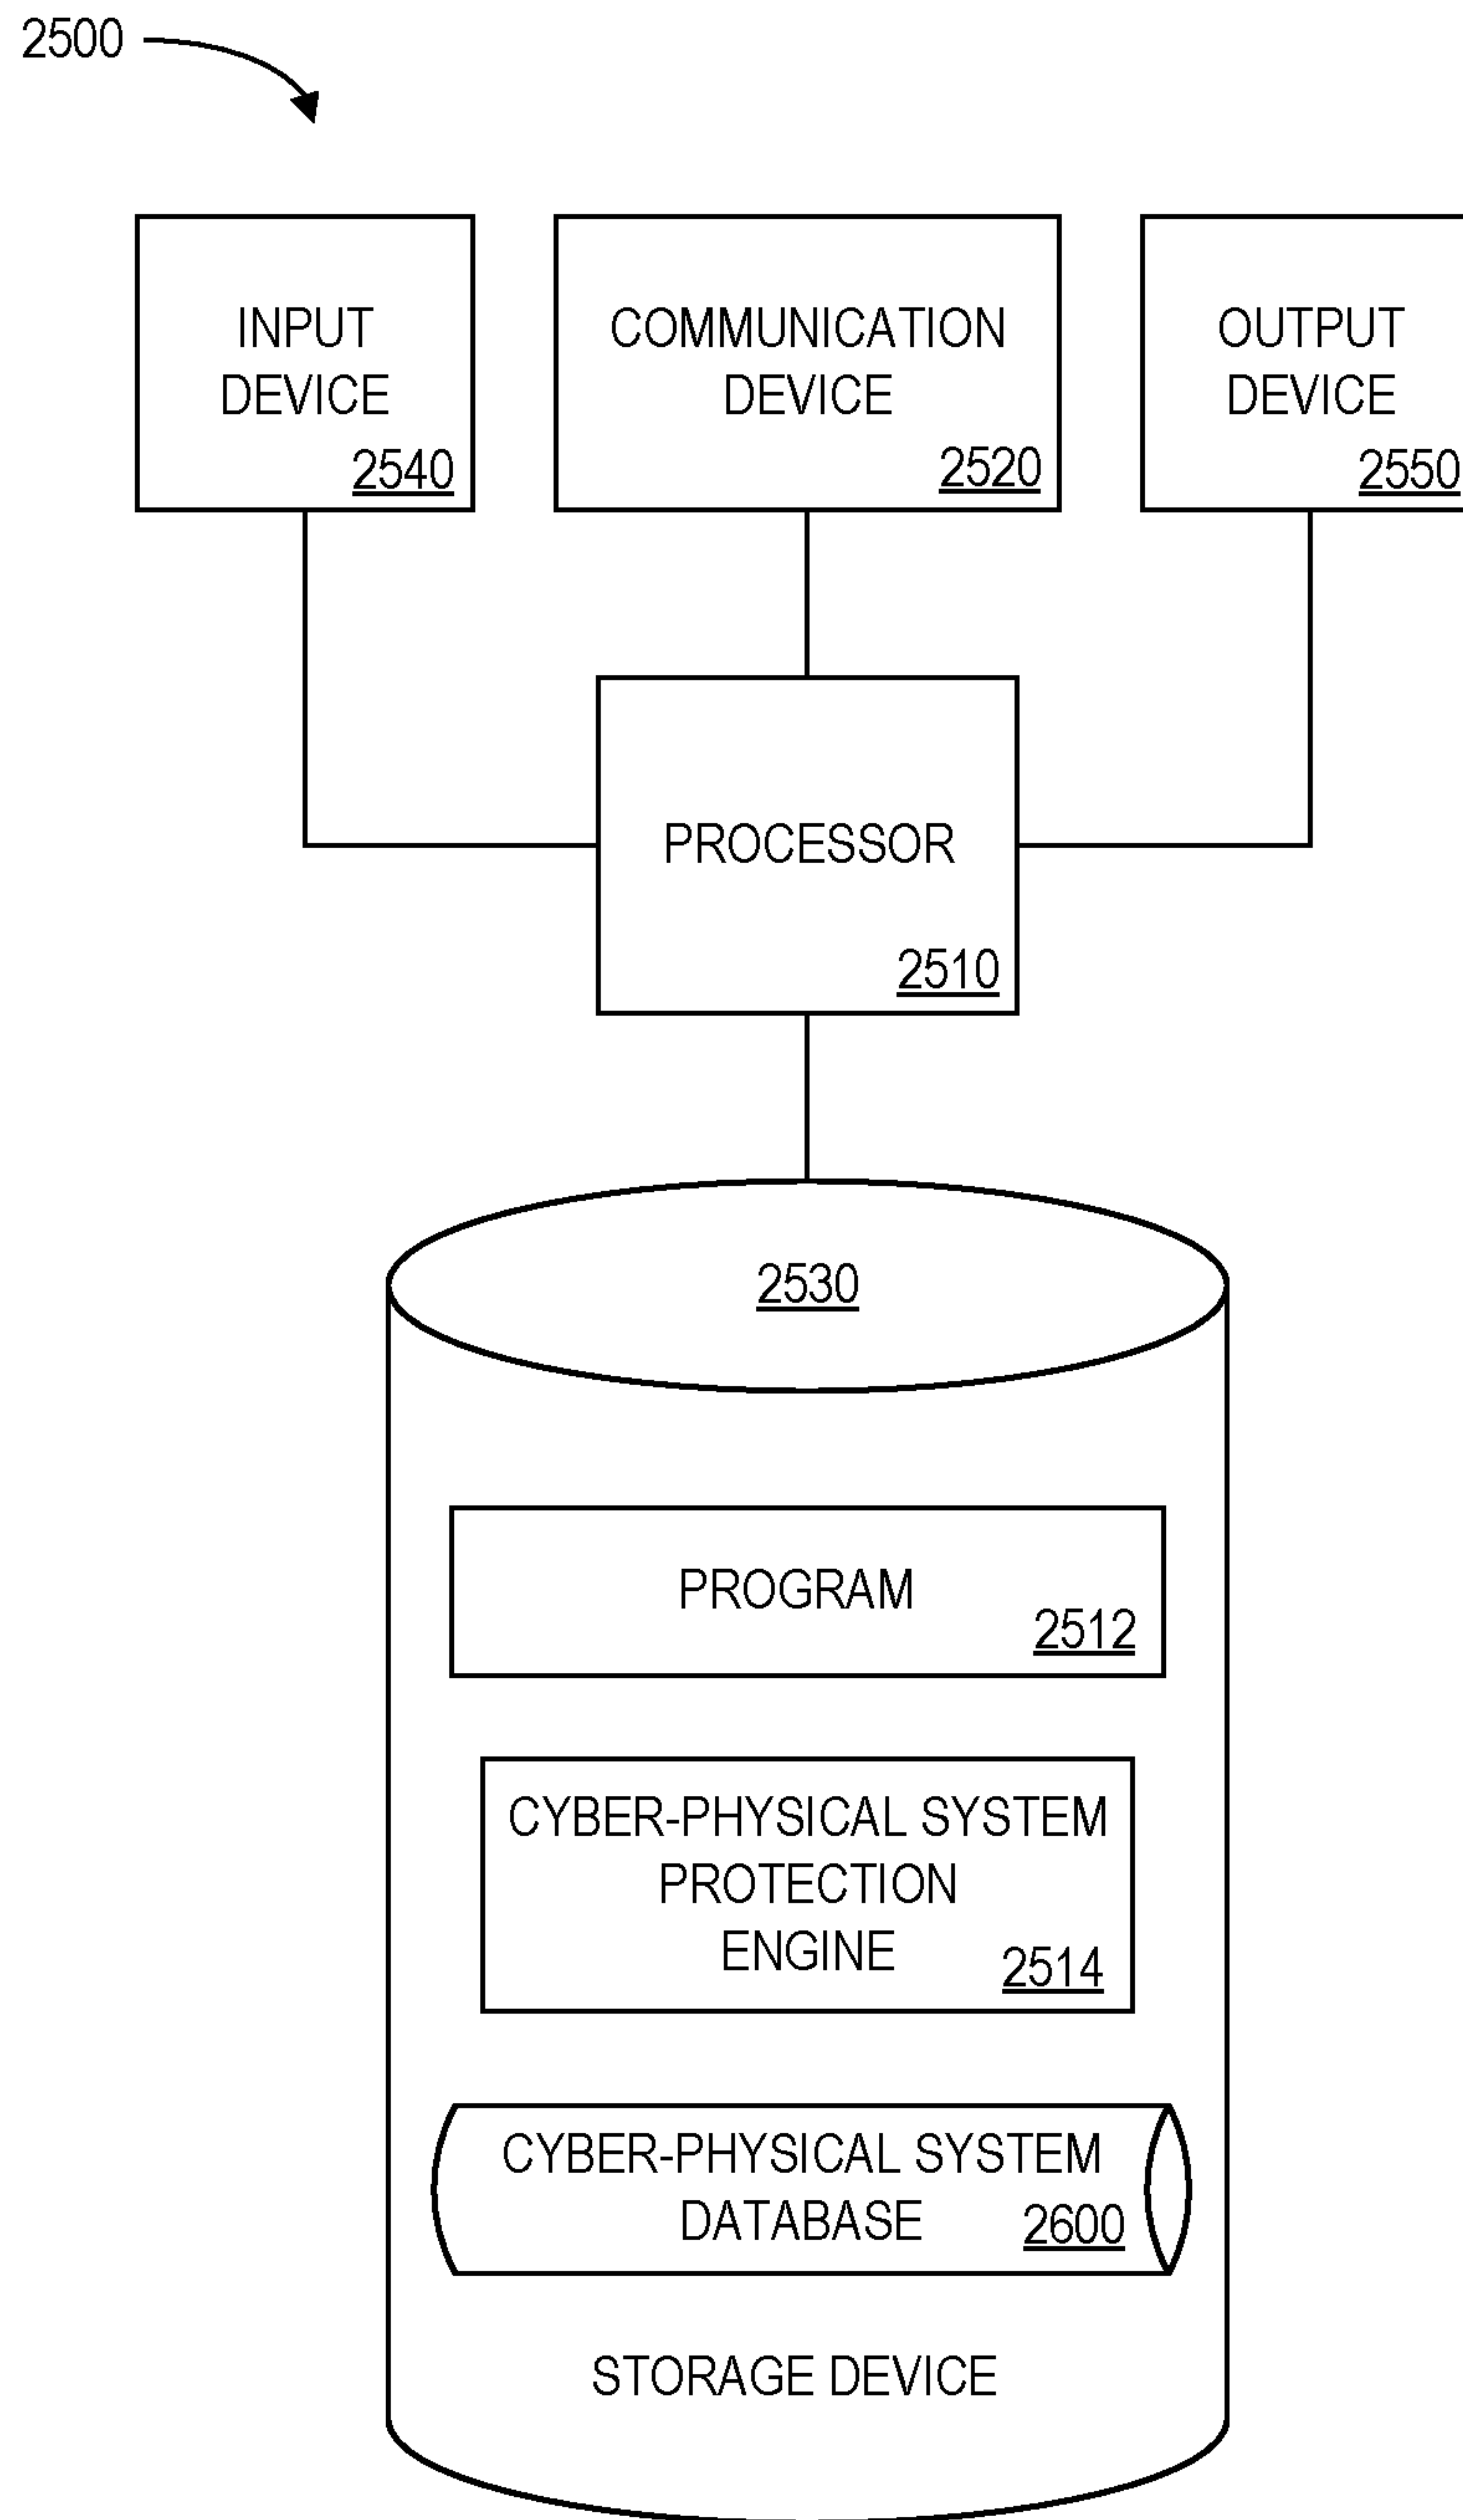 2500
INPUT
DEVICE
2540
COMMUNICATION
DEVICE
2520
OUTPUT
DEVICE
2550
PROCESSOR
2510
2530
PROGRAM
2512
CYBER-PHYSICAL SYSTEM
PROTECTION
ENGINE
2514
CYBER-PHYSICAL SYSTEM
DATABASE
2600
STORAGE DEVICE